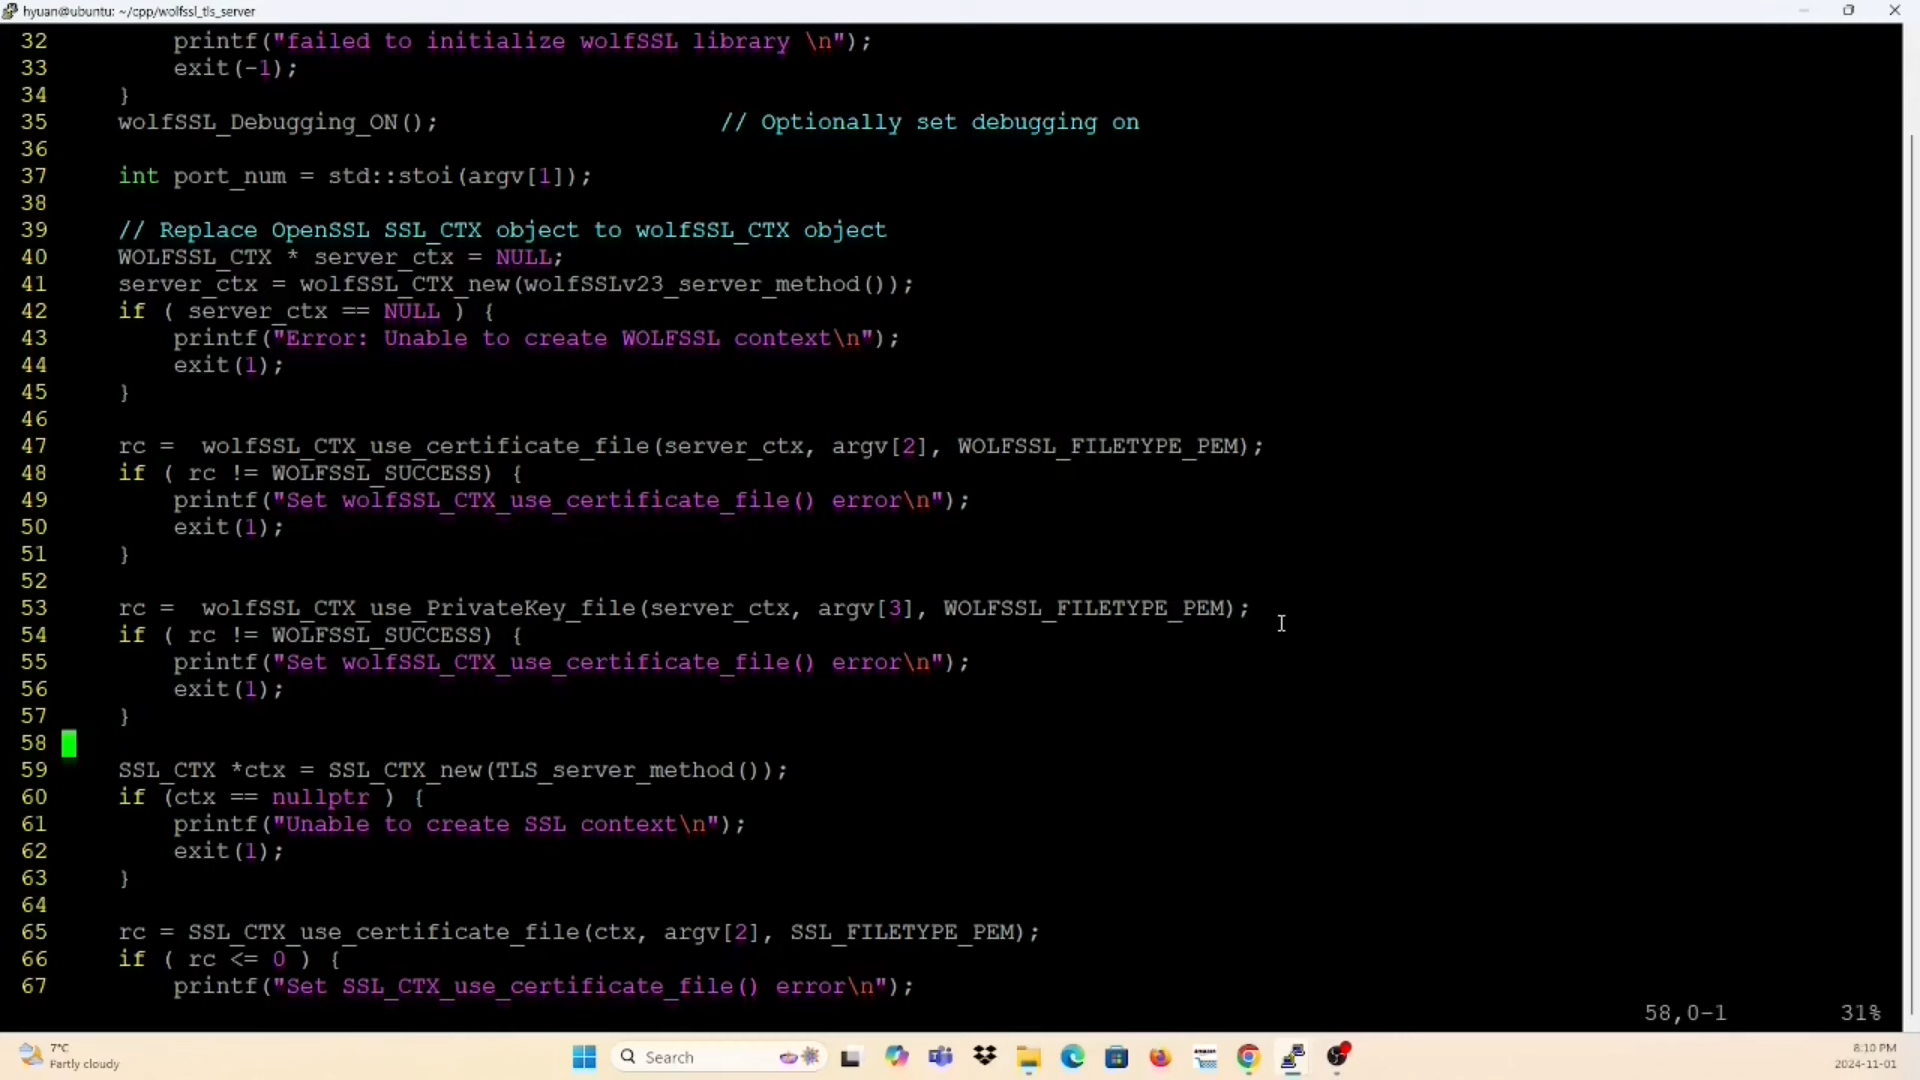 hyuan@ubuntu: ~/cpp/wolfssl_tls_server
32         printf("failed to initialize wolfSSL library \n");
33         exit(-1);
34     }
35     wolfSSL_Debugging_ON();                    // Optionally set debugging on
36
37     int port_num = std::stoi(argv[1]);
38
39     // Replace OpenSSL SSL_CTX object to wolfSSL_CTX object
40     WOLFSSL_CTX * server_ctx = NULL;
41     server_ctx = wolfSSL_CTX_new(wolfSSLv23_server_method());
42     if ( server_ctx == NULL ) {
43         printf("Error: Unable to create WOLFSSL context\n");
44         exit(1);
45     }
46
47     rc =  wolfSSL_CTX_use_certificate_file(server_ctx, argv[2], WOLFSSL_FILETYPE_PEM);
48     if ( rc != WOLFSSL_SUCCESS) {
49         printf("Set wolfSSL_CTX_use_certificate_file() error\n");
50         exit(1);
51     }
52
53     rc =  wolfSSL_CTX_use_PrivateKey_file(server_ctx, argv[3], WOLFSSL_FILETYPE_PEM);
54     if ( rc != WOLFSSL_SUCCESS) {
55         printf("Set wolfSSL_CTX_use_certificate_file() error\n");
56         exit(1);
57     }
58
59     SSL_CTX *ctx = SSL_CTX_new(TLS_server_method());
60     if (ctx == nullptr ) {
61         printf("Unable to create SSL context\n");
62         exit(1);
63     }
64
65     rc = SSL_CTX_use_certificate_file(ctx, argv[2], SSL_FILETYPE_PEM);
66     if ( rc <= 0 ) {
67         printf("Set SSL_CTX_use_certificate_file() error\n");
58,0-1          31%
7°C
Partly cloudy
Search
amazon
8:10 PM
2024-11-01